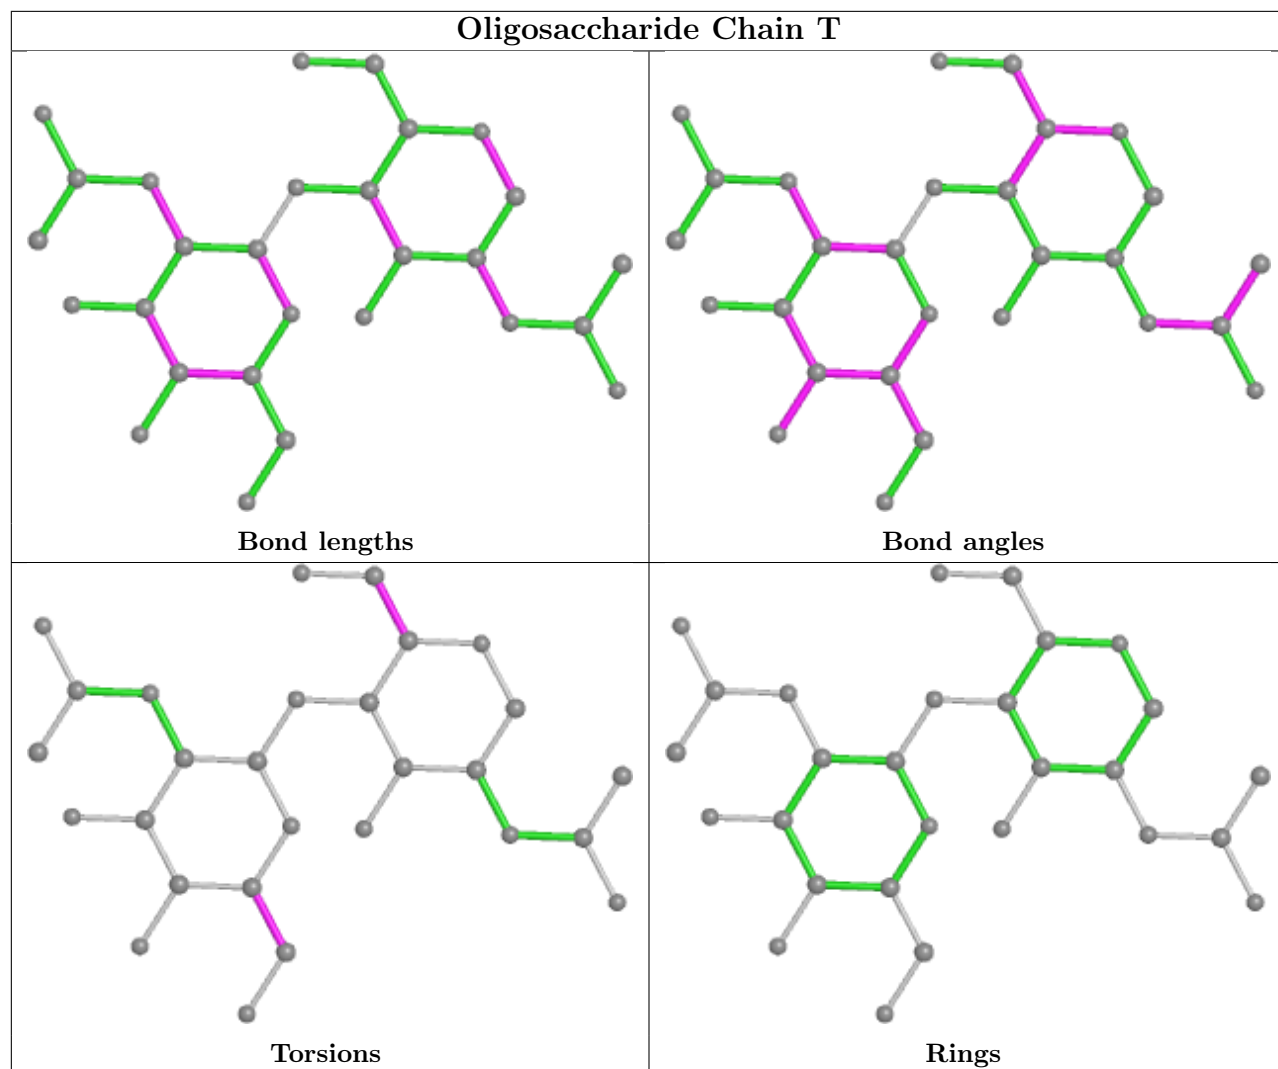 Oligosaccharide Chain T
Bond lengths
Bond angles
Torsions
Rings